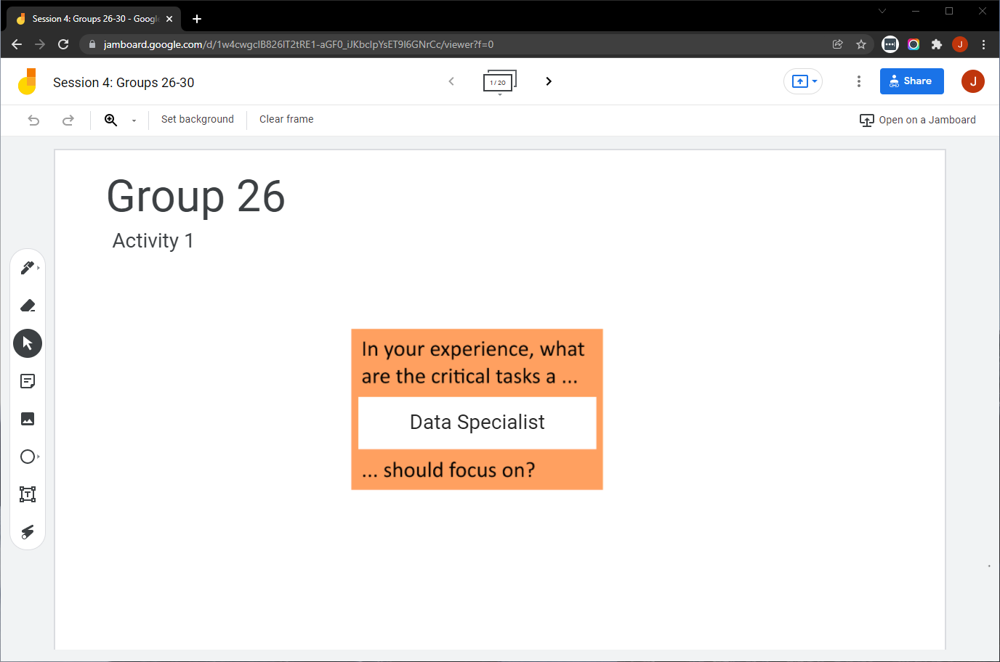 Session 4: Groups 26-30 - Googl
jamboard.google.com/d/1w4cwgclB826lT2tRE1-aGF0_iJKbclpYsET9I6GNrCc/viewer?f=0
J
Session 4: Groups 26-30
1 / 20
Share
J
Set background
Clear frame
Open on a Jamboard
Group 26
Activity 1
In your experience, what
are the critical tasks a ...
Data Specialist
... should focus on?